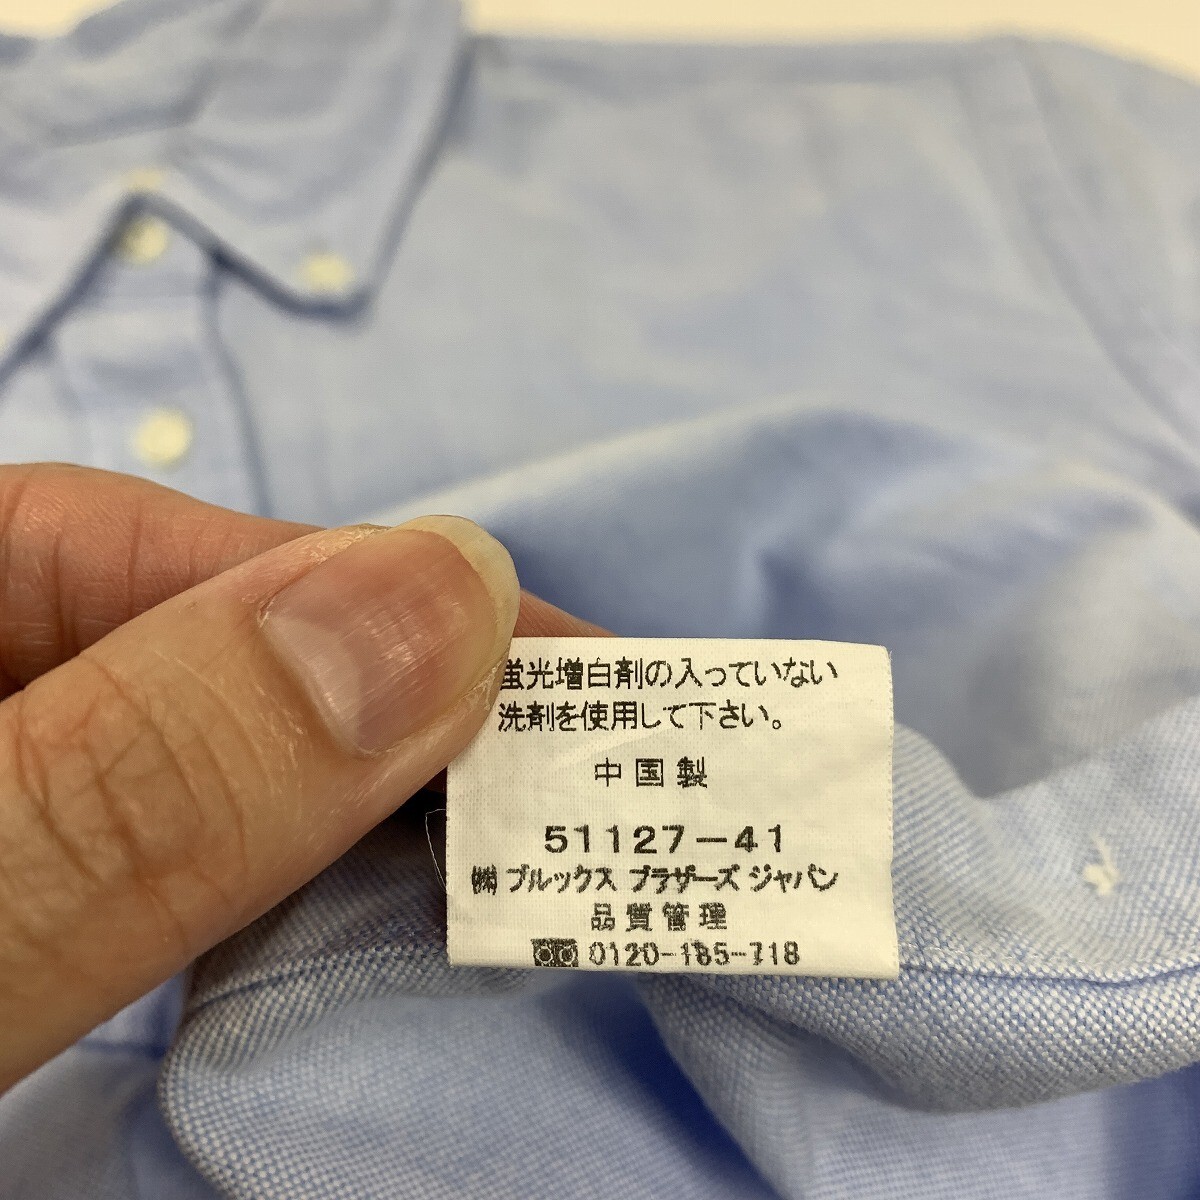 蛍光増白剤の入っていない
洗剤を使用して下さい。
中国製
51127-41
㈱ブルックス ブラザーズ ジャパン
品質管理
0120-185-718